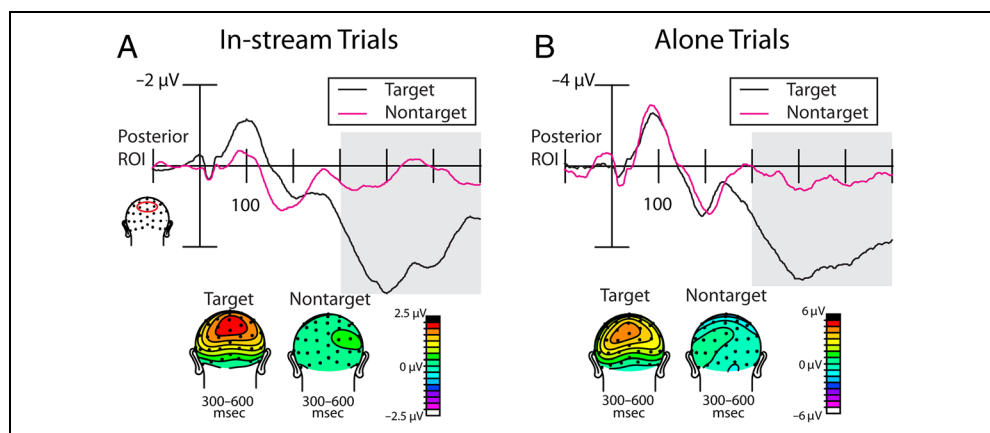 A
In-stream Trials
–2 µV
Target
Nontarget
Posterior
ROI
100
Target
Nontarget
2.5 µV
0 µV
–2.5 µV
300–600
msec
300–600
msec
B
Alone Trials
–4 µV
Target
Nontarget
Posterior
ROI
100
Target
Nontarget
6 µV
0 µV
–6 µV
300–600
msec
300–600
msec